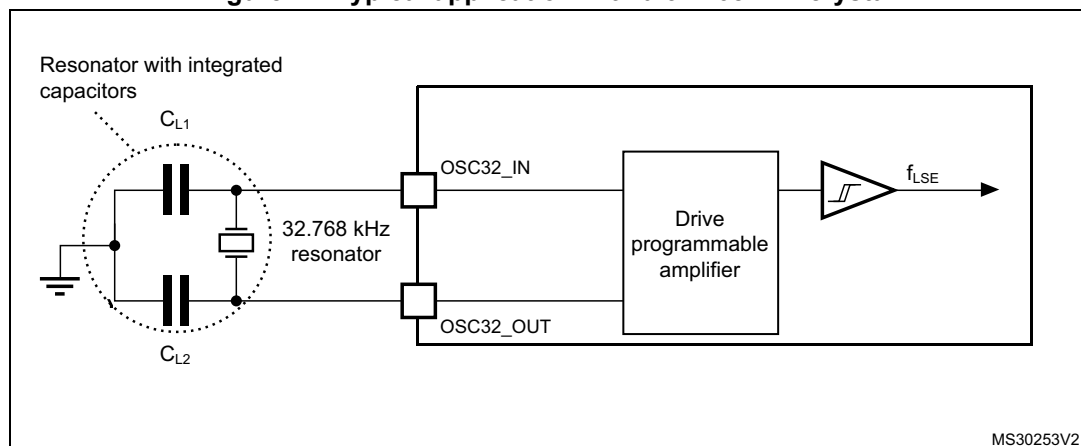 Resonator with integrated
capacitors
CL1
OSC32_IN
fLSE
32.768 kHz
resonator
Drive
programmable
amplifier
OSC32_OUT
CL2
MS30253V2